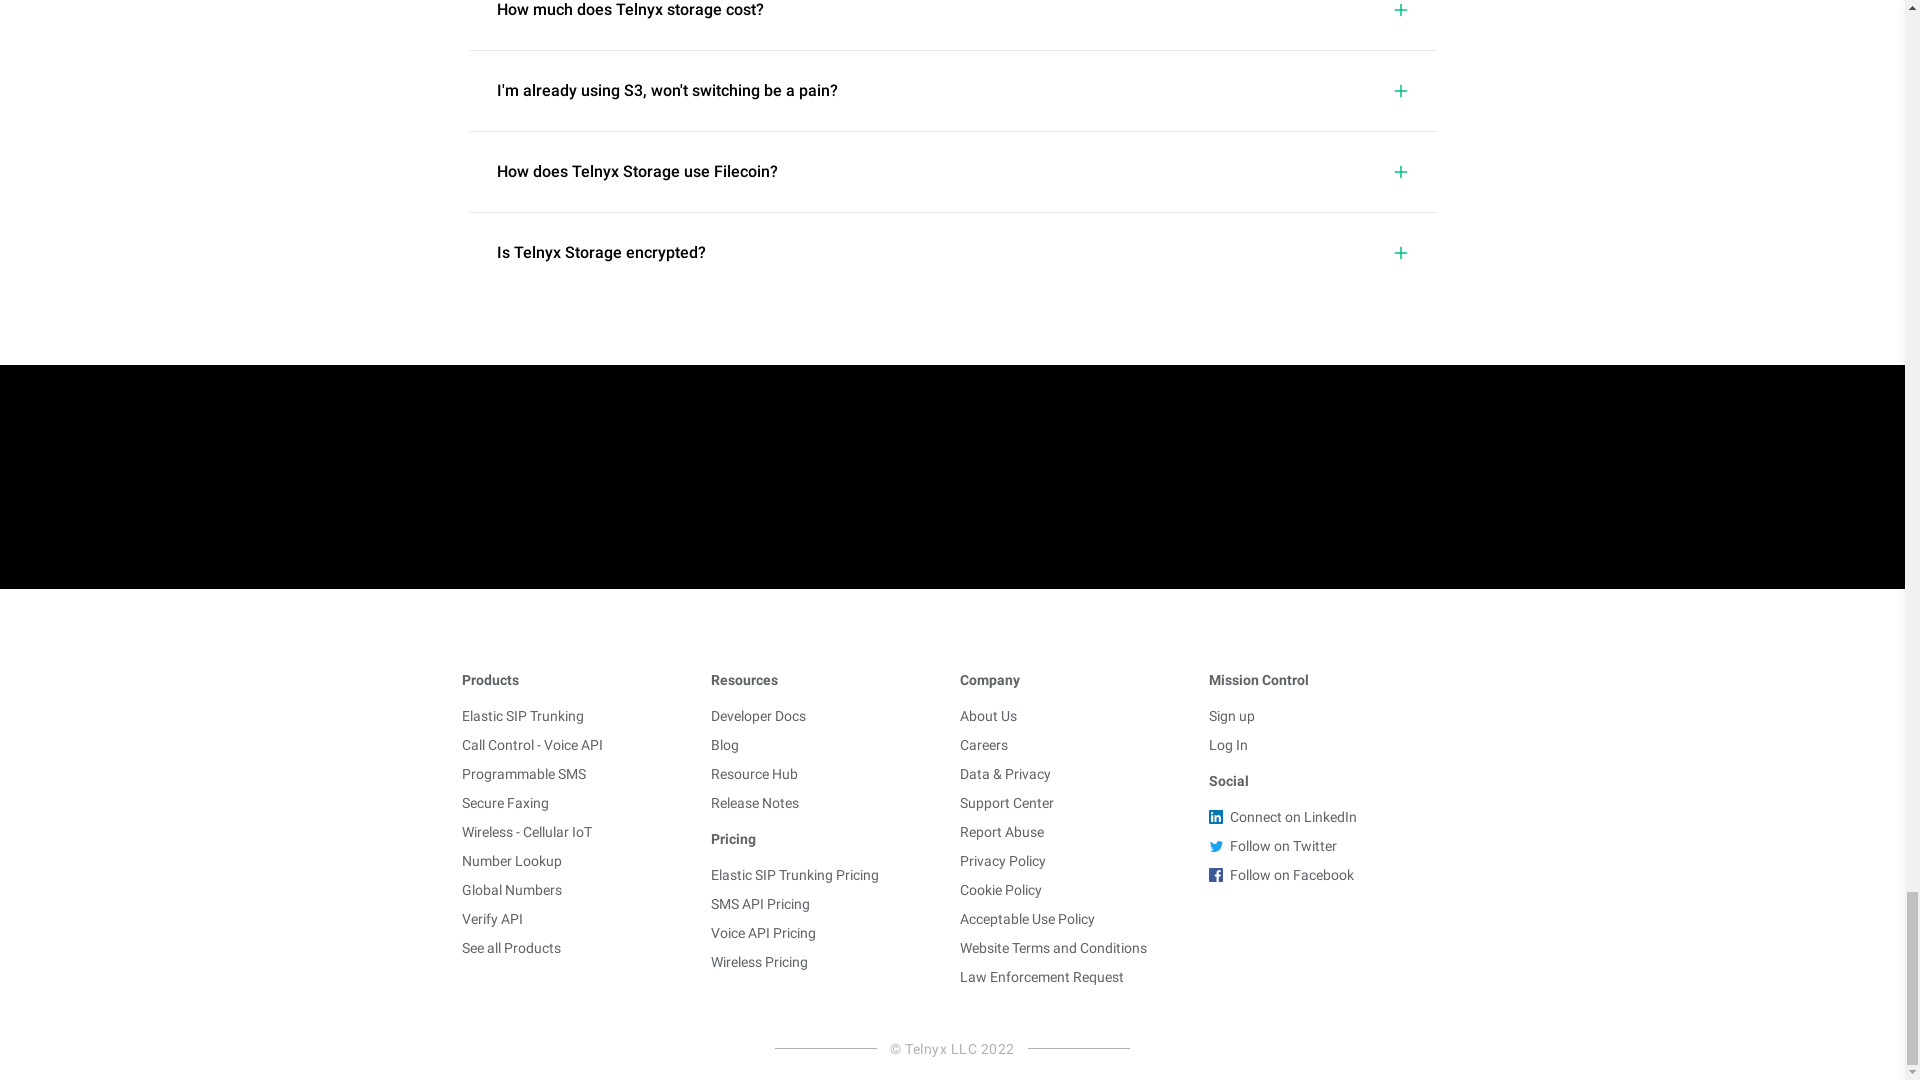 How much does Telnyx storage cost?
I'm already using S3, won't switching be a pain?
How does Telnyx Storage use Filecoin?
Is Telnyx Storage encrypted?
Products
Elastic SIP Trunking
Call Control - Voice API
Programmable SMS
Secure Faxing
Wireless - Cellular IoT
Number Lookup
Global Numbers
Verify API
See all Products
Resources
Developer Docs
Blog
Resource Hub
Release Notes
Pricing
Elastic SIP Trunking Pricing
SMS API Pricing
Voice API Pricing
Wireless Pricing
Company
About Us
Careers
Data & Privacy
Support Center
Report Abuse
Privacy Policy
Cookie Policy
Acceptable Use Policy
Website Terms and Conditions
Law Enforcement Request
Mission Control
Sign up
Log In
Social
Connect on LinkedIn
Follow on Twitter
Follow on Facebook
© Telnyx LLC 2022